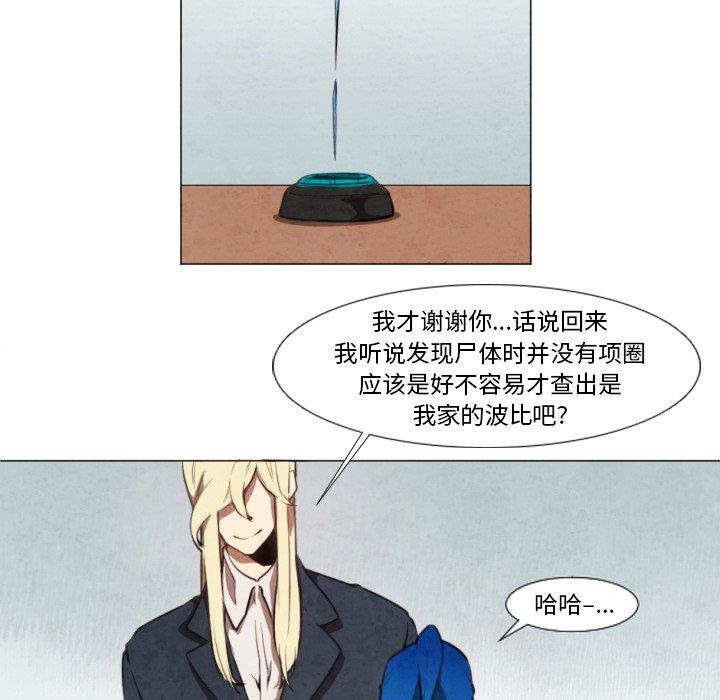 我才谢谢你...话说回来
我听说发现尸体时并没有项圈
应该是好不容易才查出是
我家的波比吧?
哈哈-...